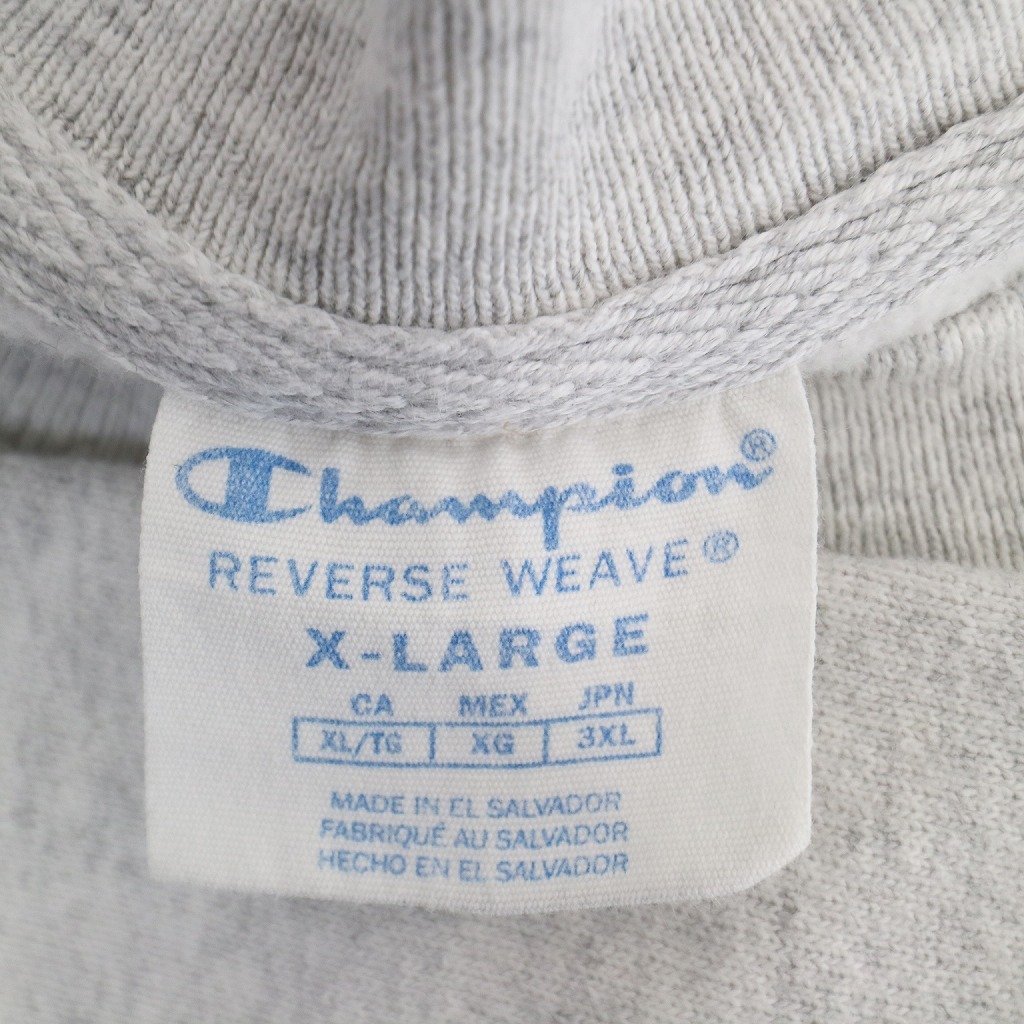 Champion®
REVERSE WEAVE®
X-LARGE
CA MEX JPN
XL/TG XG 3XL
MADE IN EL SALVADOR
FABRIQUÉ AU SALVADOR
HECHO EN EL SALVADOR